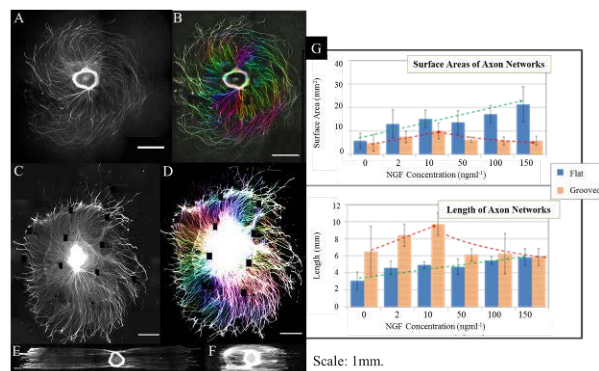 A
B
G
Surface Areas of Axon Networks
Surface Area (mm²)
40
30
20
10
0
0 2 10 50 100 150
NGF Concentration (ngml⁻¹)
C
D
Flat
Grooved
Length of Axon Networks
Length (mm)
12
10
8
6
4
2
0
0 2 10 50 100 150
NGF Concentration (ngml⁻¹)
E
F
Scale: 1mm.